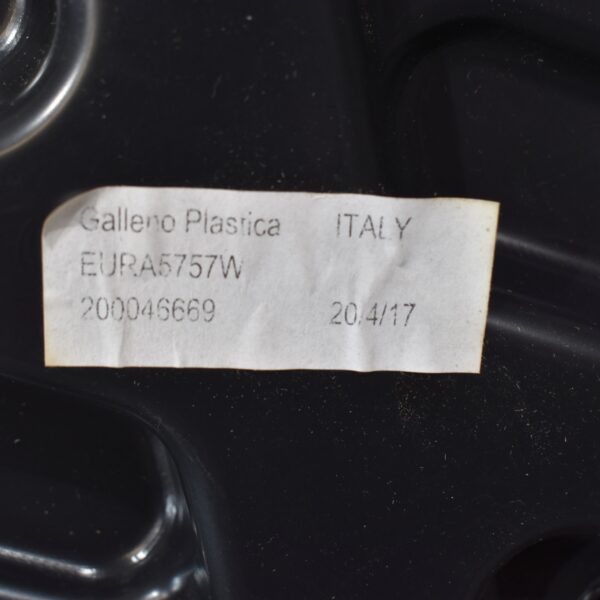 Galleno Plastica ITALY
EURA5757W
200046669 20/4/17